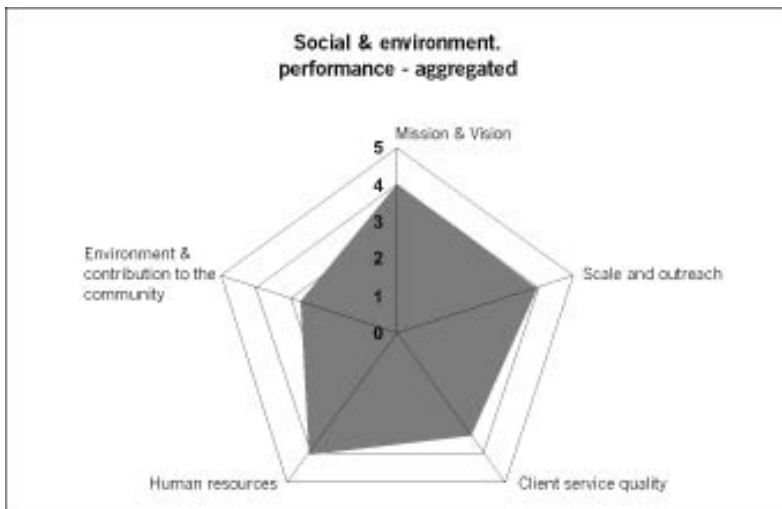 Social & environment.
performance - aggregated
Mission & Vision
5
4
3
2
1
0
Environment &
contribution to the
community
Scale and outreach
Human resources
Client service quality